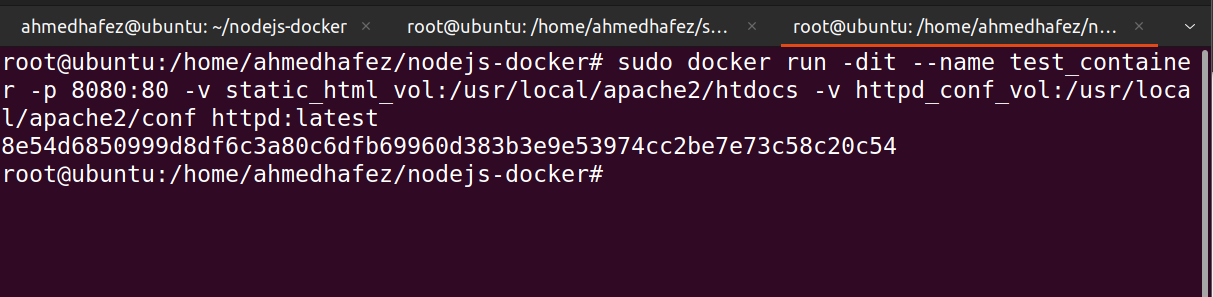 ahmedhafez@ubuntu: ~/nodejs-docker × root@ubuntu: /home/ahmedhafez/s... × root@ubuntu: /home/ahmedhafez/n... ×
root@ubuntu:/home/ahmedhafez/nodejs-docker# sudo docker run -dit --name test_containe
r -p 8080:80 -v static_html_vol:/usr/local/apache2/htdocs -v httpd_conf_vol:/usr/loca
l/apache2/conf httpd:latest
8e54d6850999d8df6c3a80c6dfb69960d383b3e9e53974cc2be7e73c58c20c54
root@ubuntu:/home/ahmedhafez/nodejs-docker#